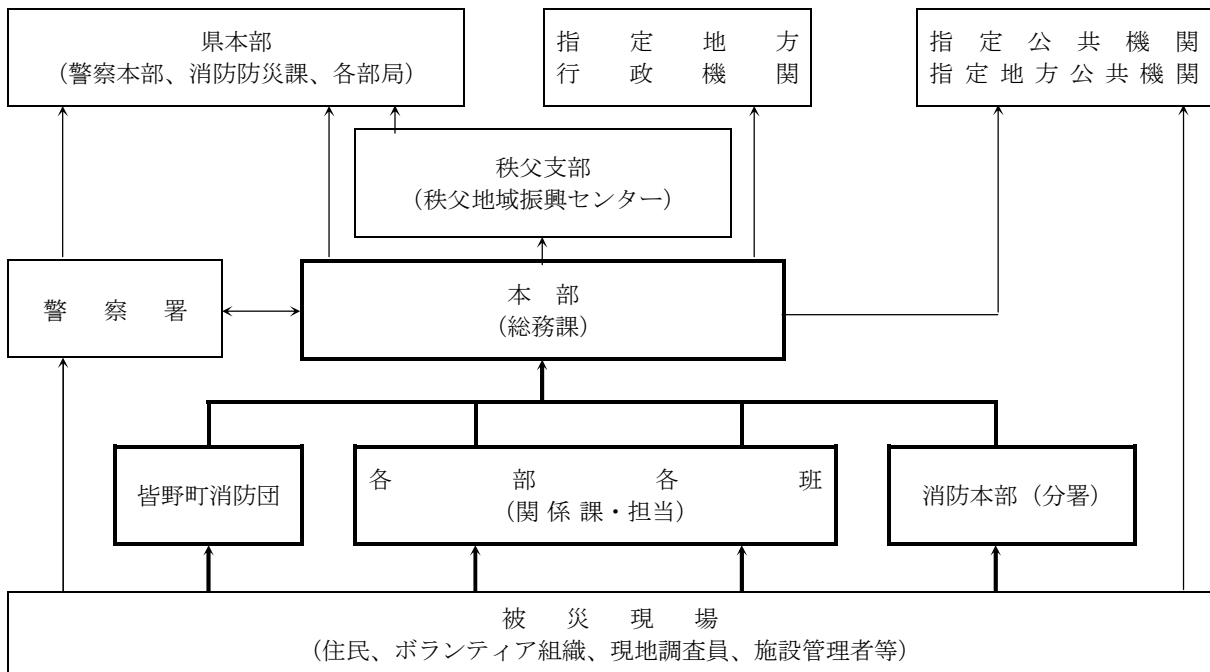 県本部
（警察本部、消防防災課、各部局）
指定地方
行政機関
指定公共機関
指定地方公共機関
秩父支部
（秩父地域振興センター）
警察署
本部
（総務課）
皆野町消防団
各部各班
（関係課・担当）
消防本部（分署）
被災現場
（住民、ボランティア組織、現地調査員、施設管理者等）